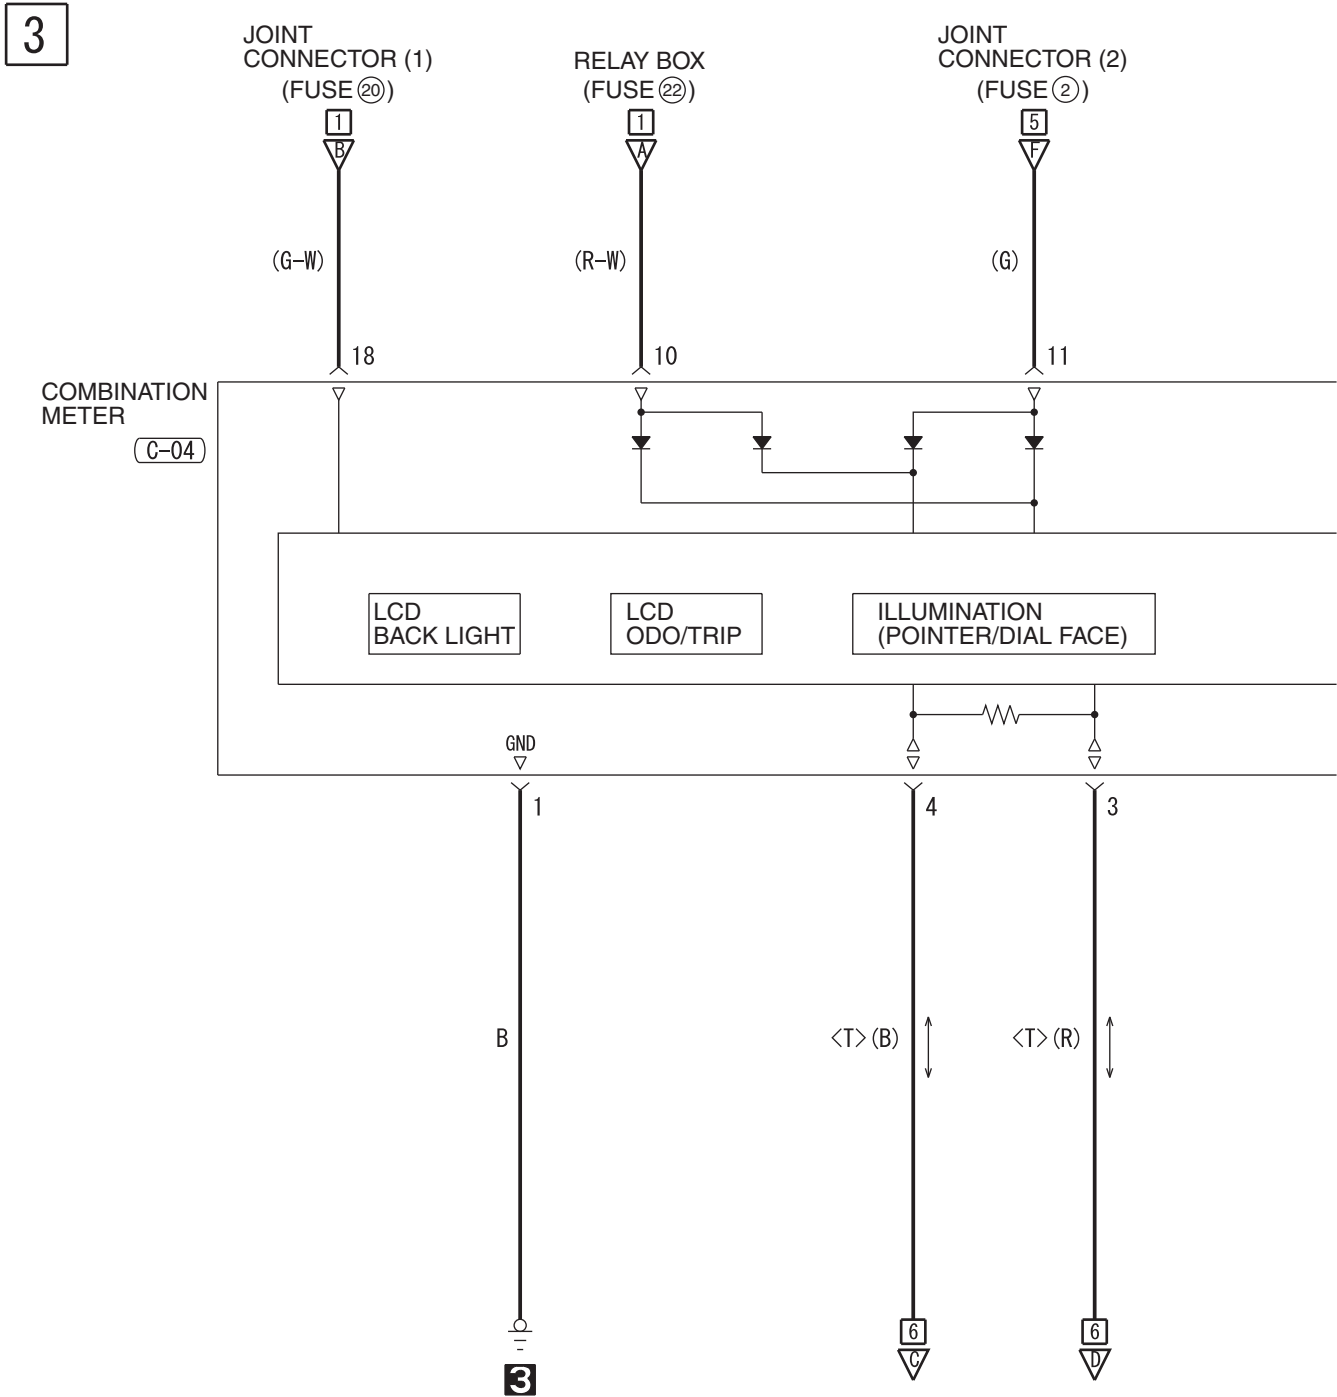 3
JOINT
CONNECTOR (1)
(FUSE 20)
1
B
RELAY BOX
(FUSE 22)
1
A
JOINT
CONNECTOR (2)
(FUSE 2)
5
F
(G-W)
(R-W)
(G)
18
10
11
COMBINATION
METER
C-04
LCD
BACK LIGHT
LCD
ODO/TRIP
ILLUMINATION
(POINTER/DIAL FACE)
GND
1
4
3
B
<T>(B)
<T>(R)
3
6
C
6
D